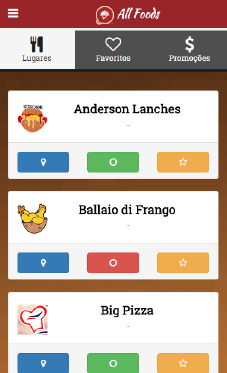 All Foods
Lugares
Favoritos
Promoções
Anderson Lanches
-
Ballaio di Frango
-
Big Pizza
-